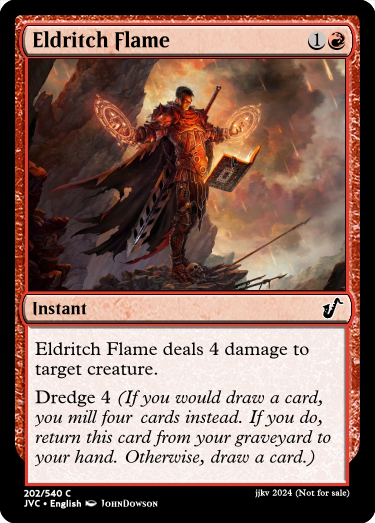 Eldritch Flame 1
Instant
Eldritch Flame deals 4 damage to
target creature.
Dredge 4 (If you would draw a card,
you mill four cards instead. If you do,
return this card from your graveyard to
your hand. Otherwise, draw a card.)
202/540 C
jjkv 2024 (Not for sale)
JVC • English JohnDowson